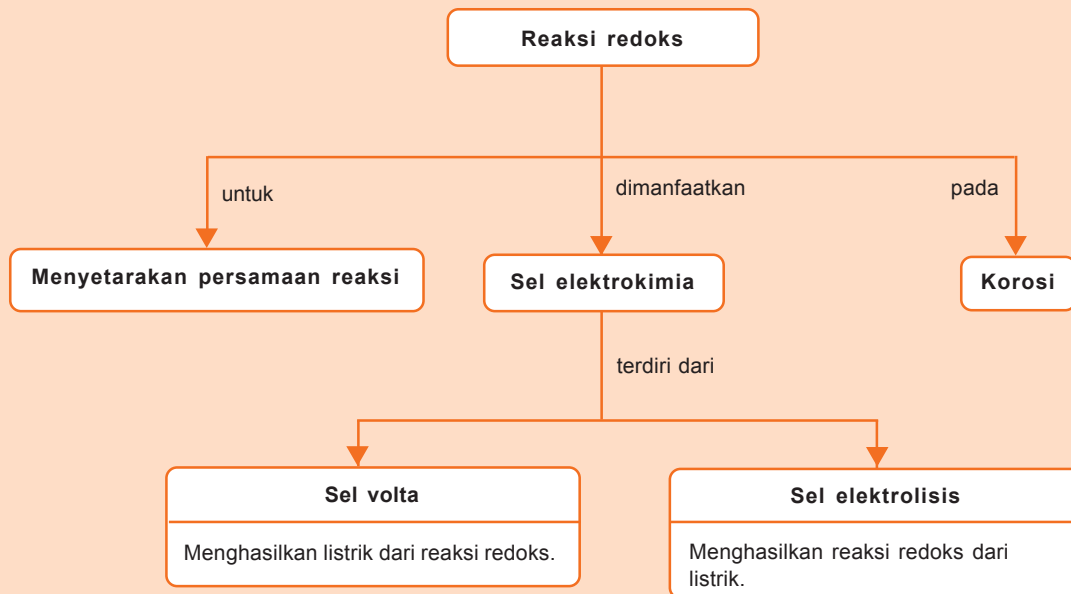 Reaksi redoks
untuk
dimanfaatkan
pada
Menyetarakan persamaan reaksi
Sel elektrokimia
Korosi
terdiri dari
Sel volta
Menghasilkan listrik dari reaksi redoks.
Sel elektrolisis
Menghasilkan reaksi redoks dari
listrik.